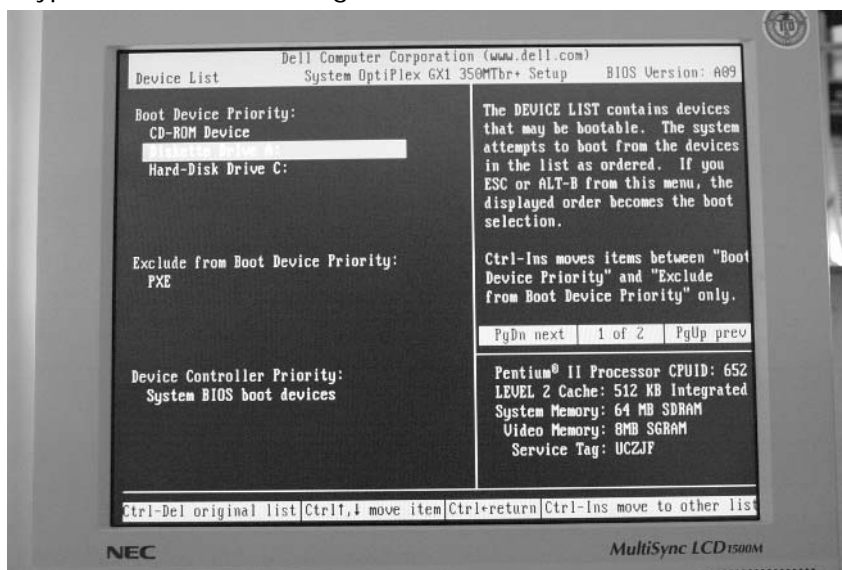 Dell Computer Corporation (www.dell.com)
Device List System OptiPlex GX1 350MTbr+ Setup BIOS Version: A09
Boot Device Priority:
CD-ROM Device
Diskette Drive A:
Hard-Disk Drive C:
Exclude from Boot Device Priority:
PXE
Device Controller Priority:
System BIOS boot devices
The DEVICE LIST contains devices
that may be bootable. The system
attempts to boot from the devices
in the list as ordered. If you
ESC or ALT-B from this menu, the
displayed order becomes the boot
selection.
Ctrl-Ins moves items between "Boot
Device Priority" and "Exclude
from Boot Device Priority" only.
PgDn next 1 of 2 PgUp prev
Pentium® II Processor CPUID: 652
LEVEL 2 Cache: 512 KB Integrated
System Memory: 64 MB SDRAM
Video Memory: 8MB SGRAM
Service Tag: UCZJF
Ctrl-Del original list Ctrl↑,↓ move item Ctrl←return Ctrl-Ins move to other list
NEC MultiSync LCD1500M